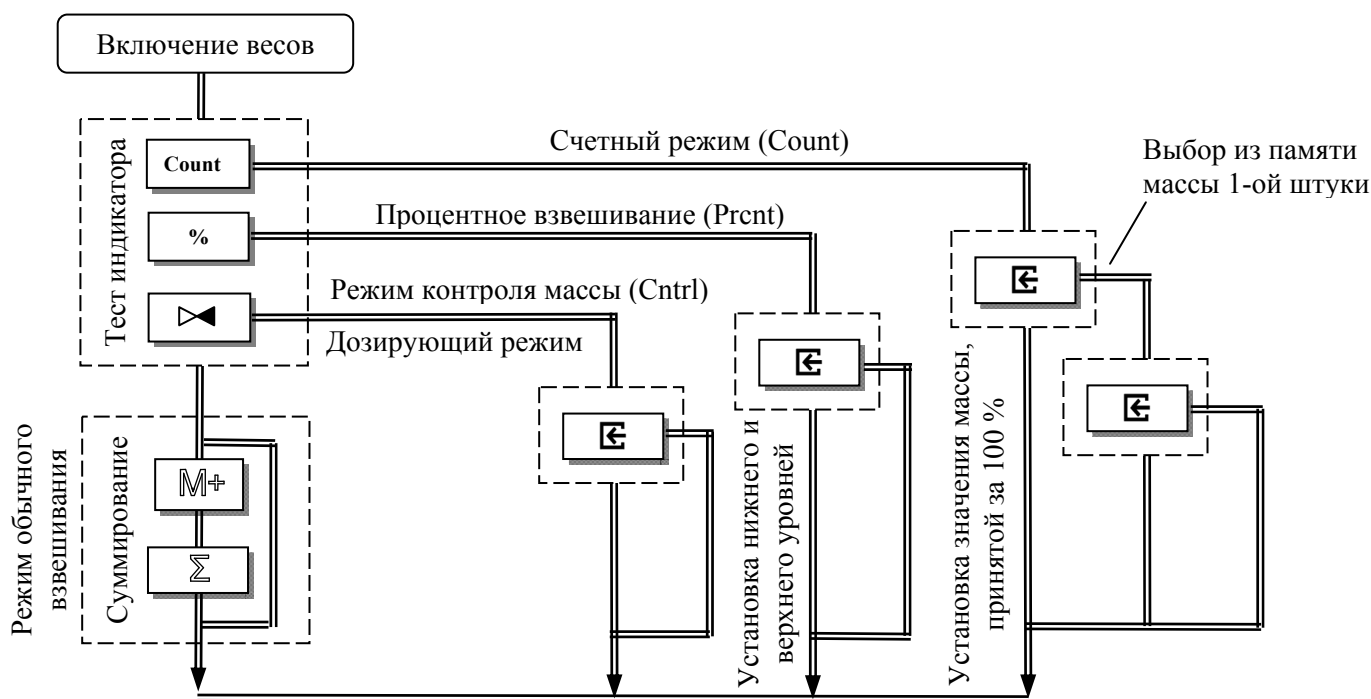 Включение весов
Тест индикатора
Count
%
Счетный режим (Count)
Процентное взвешивание (Prcnt)
Режим контроля массы (Cntrl)
Дозирующий режим
Выбор из памяти
массы 1-ой штуки
Режим обычного
взвешивания
Суммирование
M+
Σ
Установка нижнего и
верхнего уровней
Установка значения массы,
принятой за 100 %